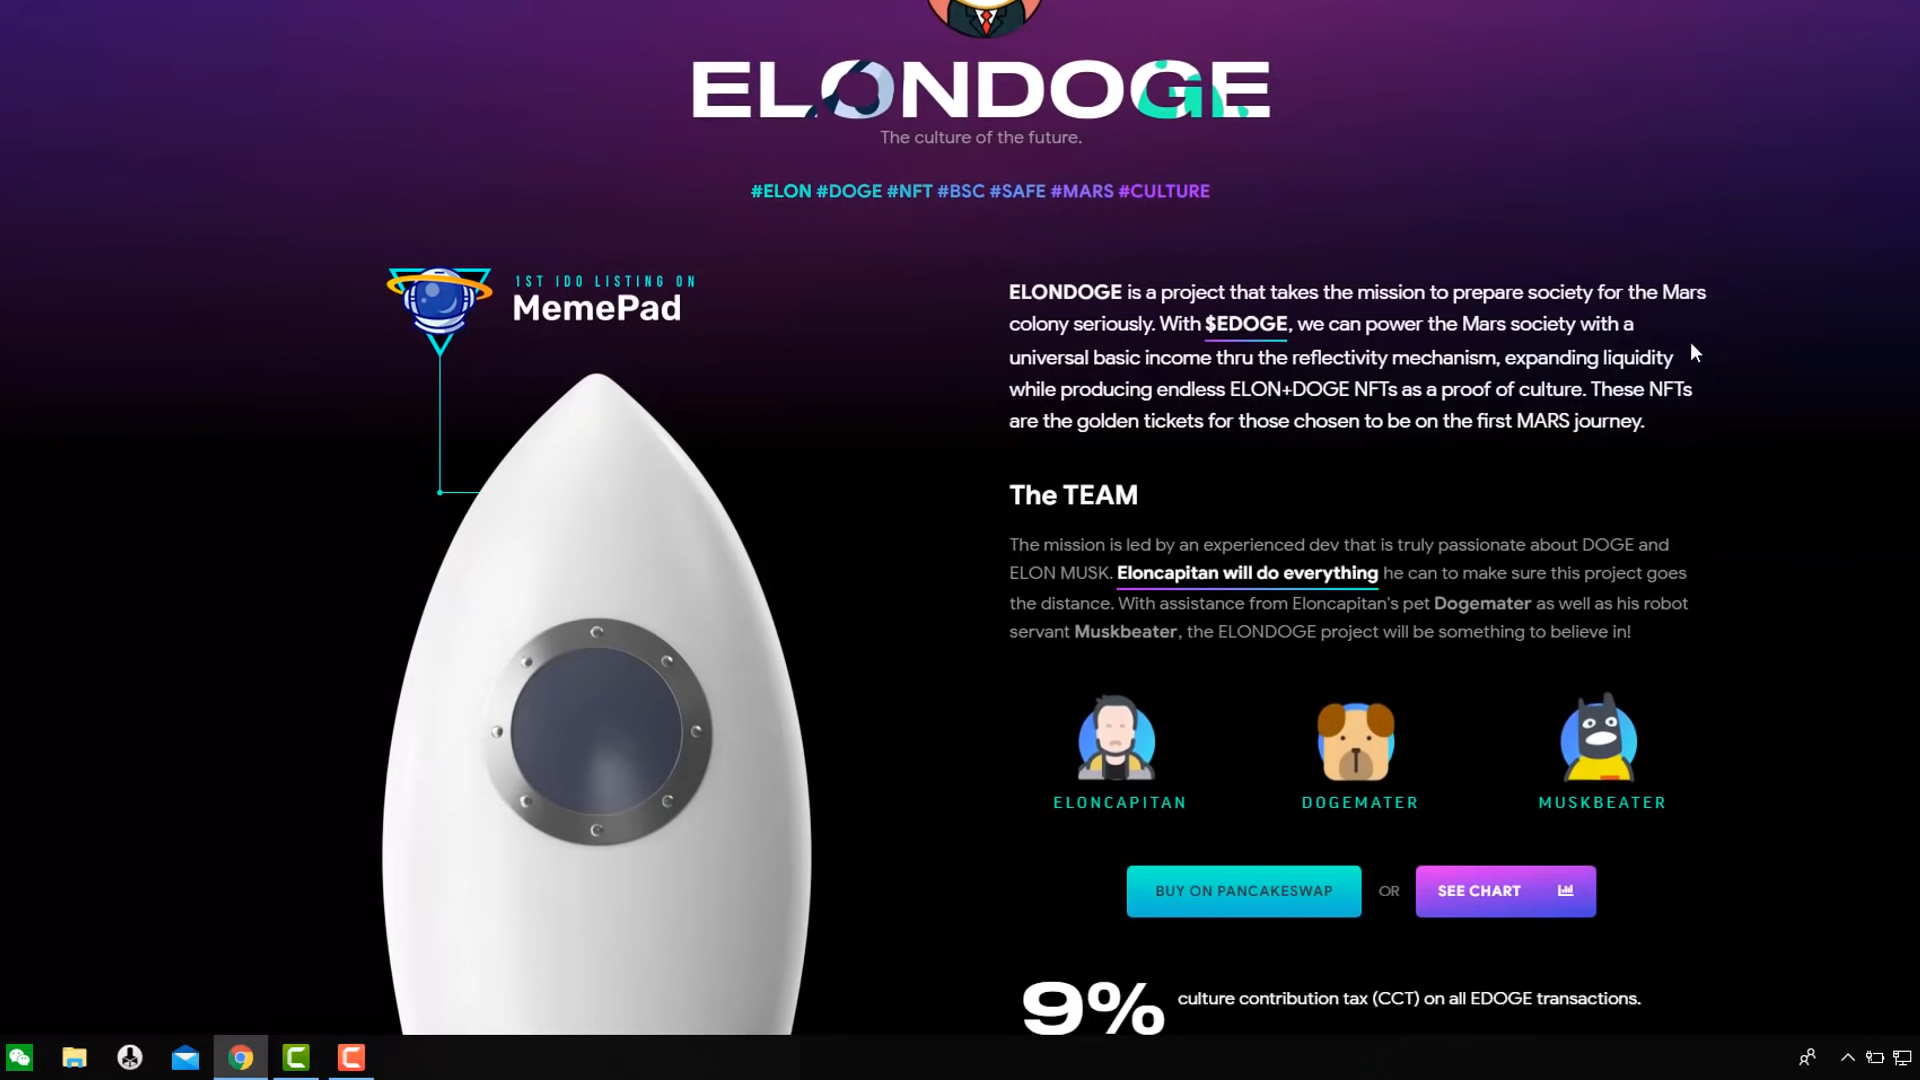 ELONDOGE
The culture of the future.
#ELON #DOGE #NFT #BSC #SAFE #MARS #CULTURE
1ST IDO LISTING ON
MemePad
ELONDOGE is a project that takes the mission to prepare society for the Mars
colony seriously. With $EDOGE, we can power the Mars society with a
universal basic income thru the reflectivity mechanism, expanding liquidity
while producing endless ELON+DOGE NFTs as a proof of culture. These NFTs
are the golden tickets for those chosen to be on the first MARS journey.
The TEAM
The mission is led by an experienced dev that is truly passionate about DOGE and
ELON MUSK. Eloncapitan will do everything he can to make sure this project goes
the distance. With assistance from Eloncapitan's pet Dogemater as well as his robot
servant Muskbeater, the ELONDOGE project will be something to believe in!
ELONCAPITAN
DOGEMATER
MUSKBEATER
BUY ON PANCAKESWAP
OR
SEE CHART
9% culture contribution tax (CCT) on all EDOGE transactions.